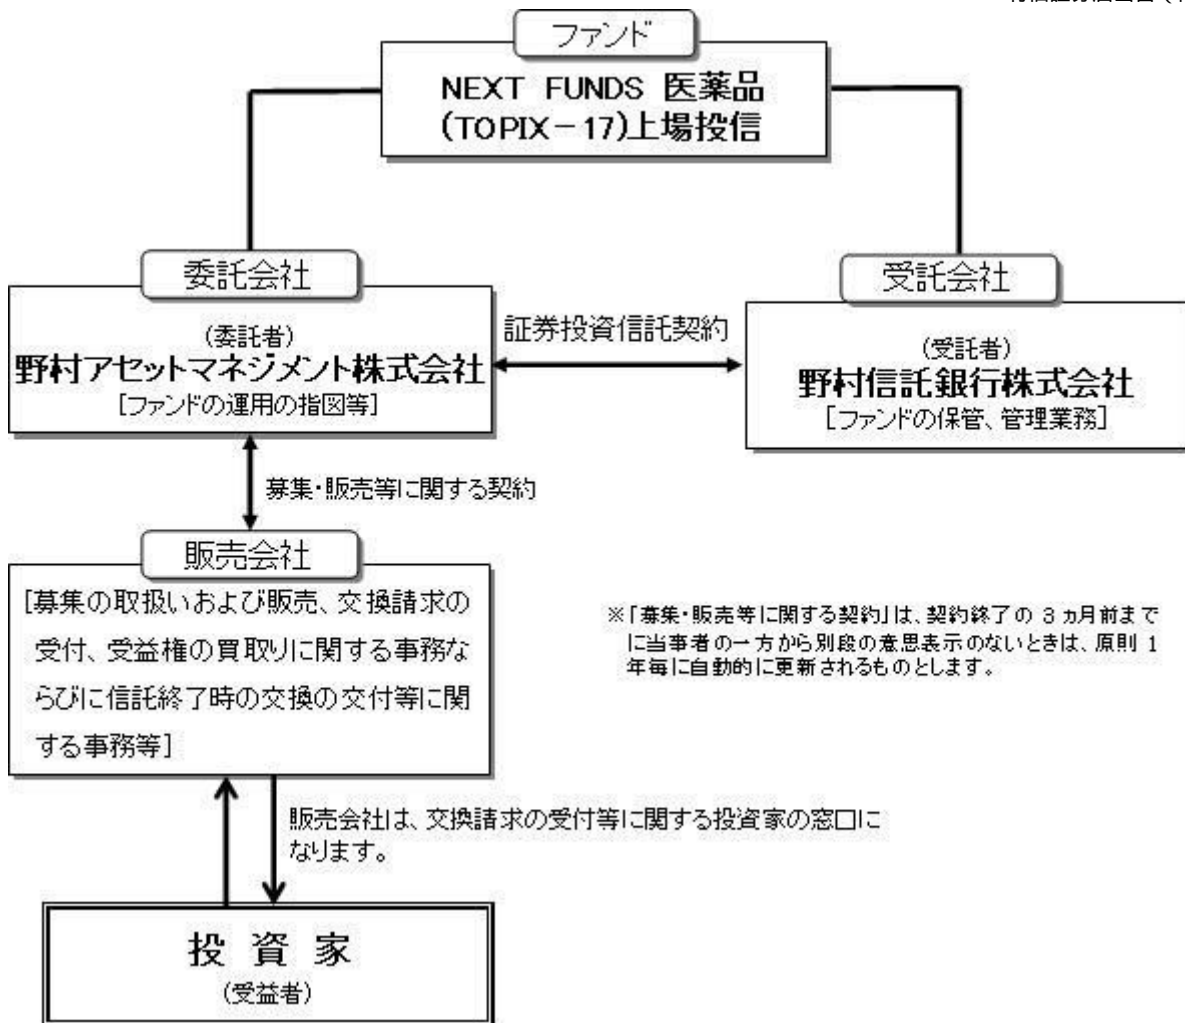 ファンド
NEXT FUNDS 医薬品
(TOPIX－17)上場投信
委託会社
(委託者)
野村アセットマネジメント株式会社
[ファンドの運用の指図等]
証券投資信託契約
受託会社
(受託者)
野村信託銀行株式会社
[ファンドの保管、管理業務]
募集・販売等に関する契約
販売会社
[募集の取扱いおよび販売、交換請求の
受付、受益権の買取りに関する事務な
らびに信託終了時の交換の交付等に関
する事務等]
※「募集・販売等に関する契約」は、契約終了の 3 ヵ月前まで
に当事者の一方から別段の意思表示のないときは、原則 1
年毎に自動的に更新されるものとします。
販売会社は、交換請求の受付等に関する投資家の窓口に
なります。
投 資 家
(受益者)